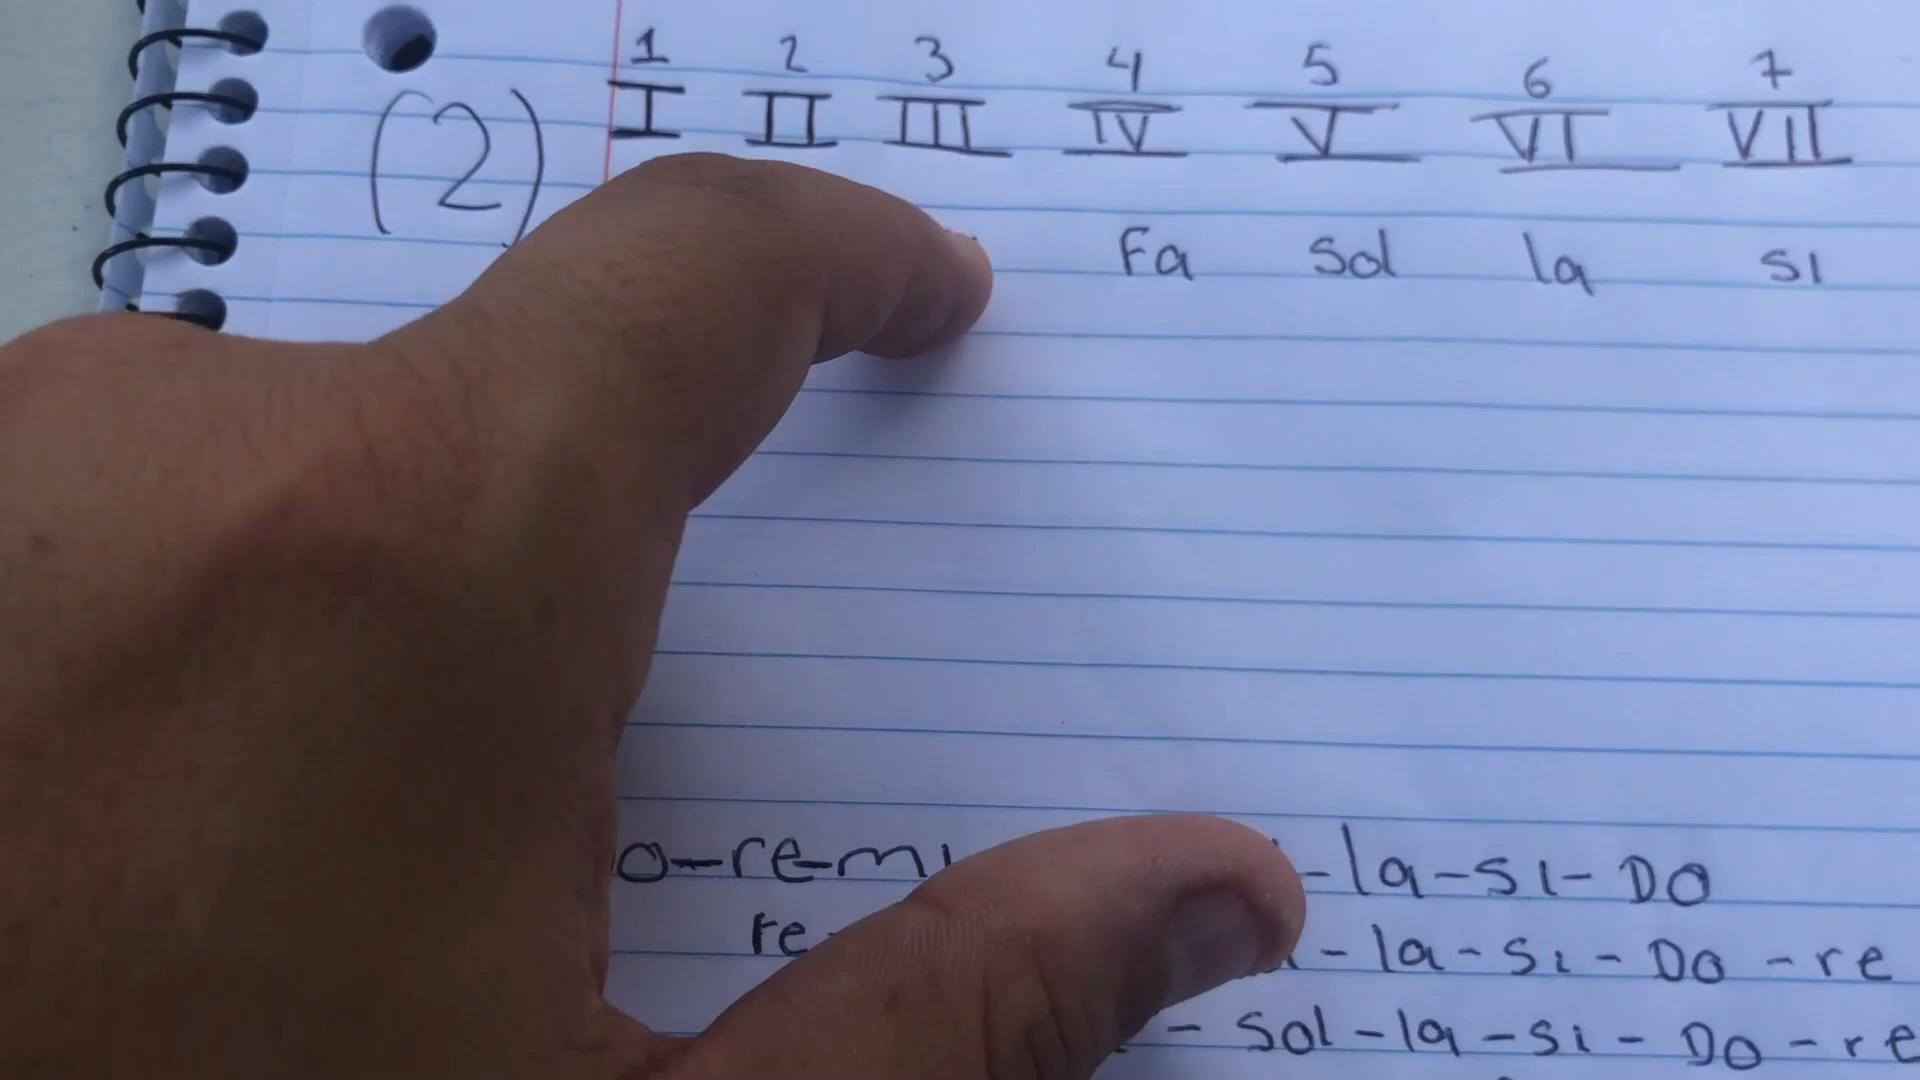 1 2 3 4 5 6 7
(2) I II III IV V VI VII
Fa Sol la si
o-re-mi -la-si-DO
re- -la-si-Do-re
- Sol-la-si-Do-re